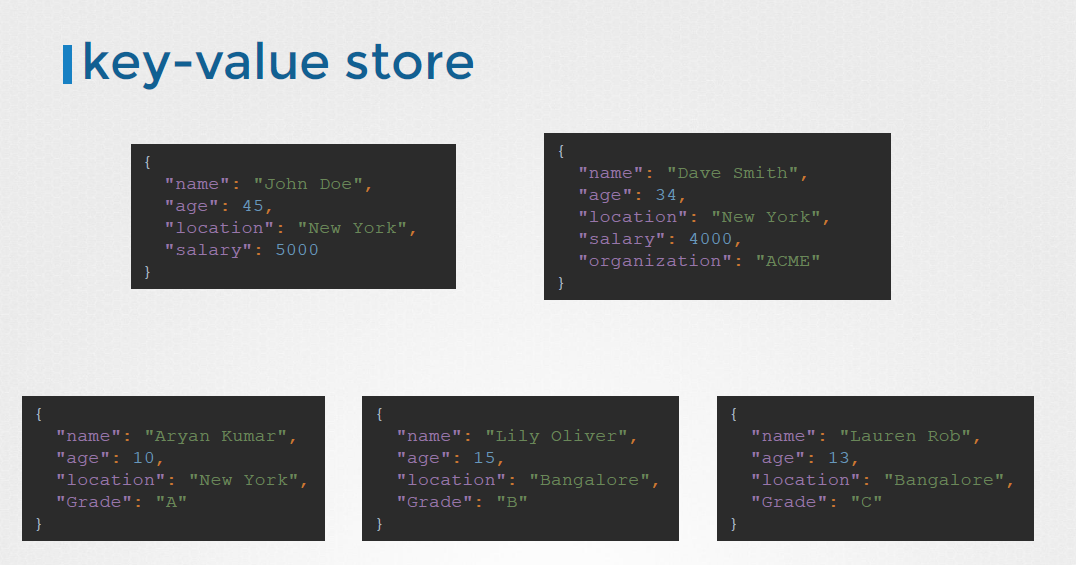 key-value store
{
"name": "John Doe",
"age": 45,
"location": "New York",
"salary": 5000
}
{
"name": "Dave Smith",
"age": 34,
"location": "New York",
"salary": 4000,
"organization": "ACME"
}
{
"name": "Aryan Kumar",
"age": 10,
"location": "New York",
"Grade": "A"
}
{
"name": "Lily Oliver",
"age": 15,
"location": "Bangalore",
"Grade": "B"
}
{
"name": "Lauren Rob",
"age": 13,
"location": "Bangalore",
"Grade": "C"
}